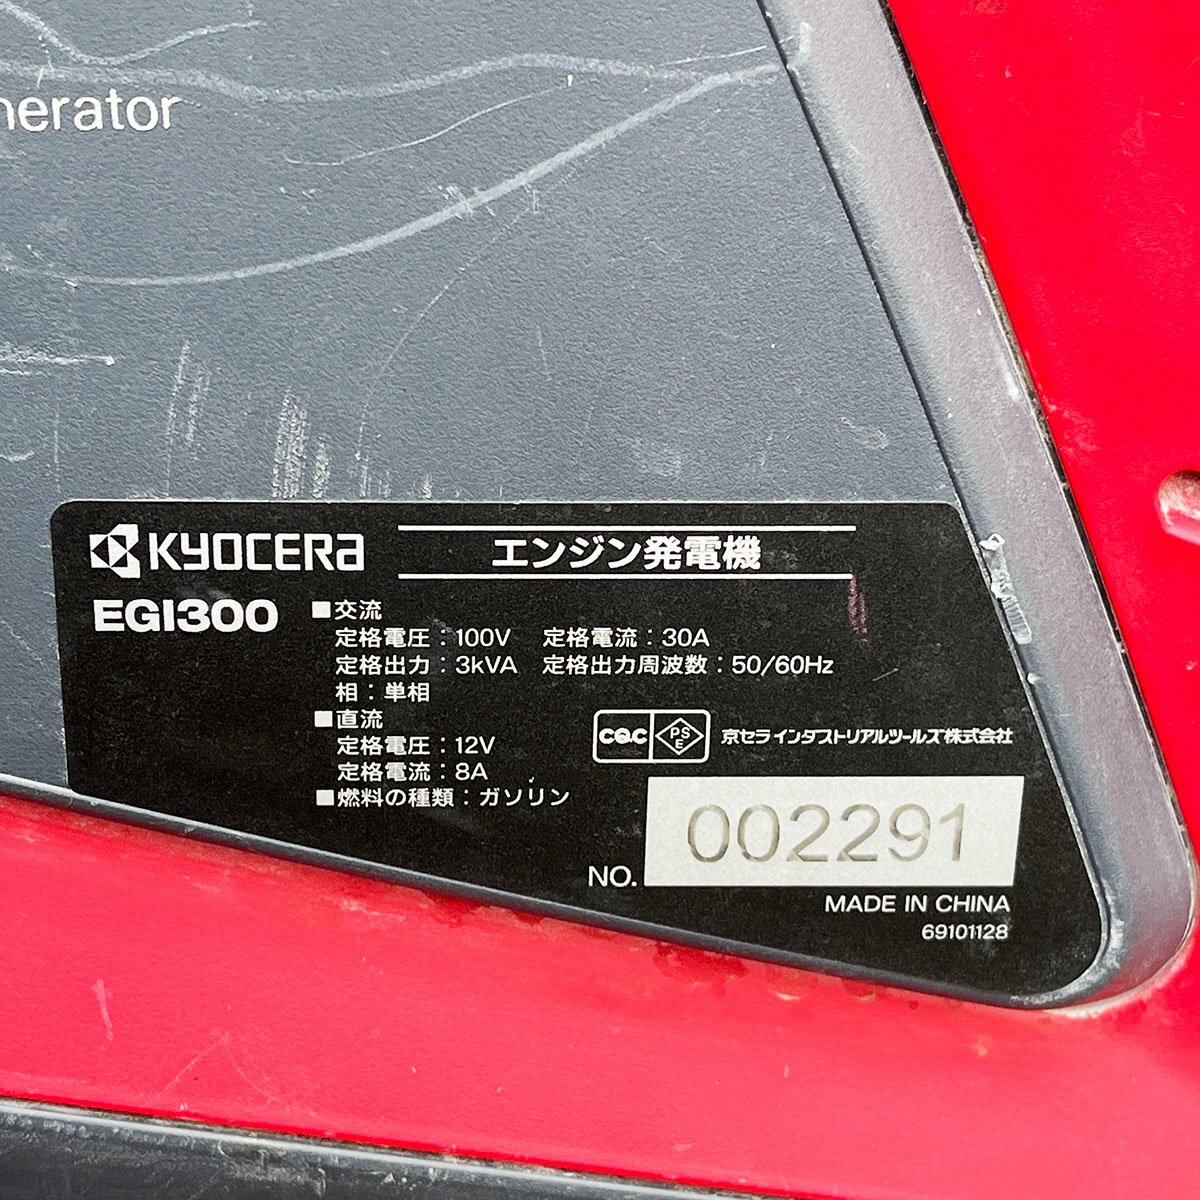 nerator
KYOCERA
エンジン発電機
EGI300
■交流
定格電圧：100V 定格電流：30A
定格出力：3kVA 定格出力周波数：50/60Hz
相：単相
■直流
定格電圧：12V
定格電流：8A
■燃料の種類：ガソリン
CQC PSE 京セラインダストリアルツールズ株式会社
NO. 002291
MADE IN CHINA
69101128